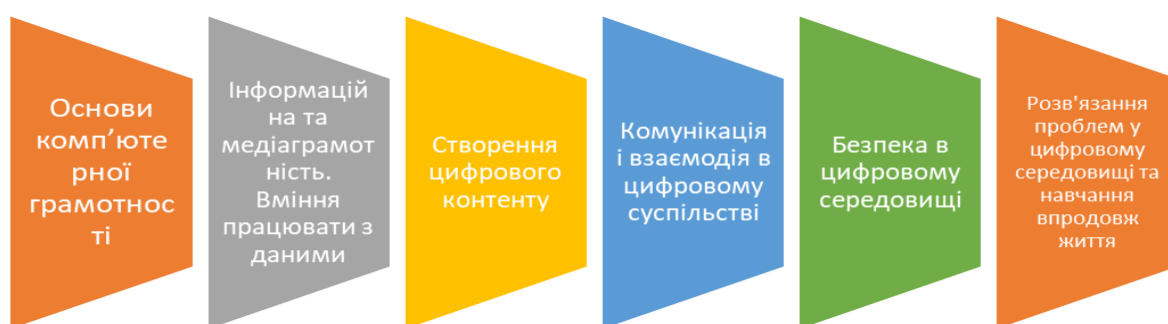 Основи
комп’юте
рної
грамотнос
ті
Інформацій
на та
медіаграмот
ність.
Вміння
працювати з
даними
Створення
цифрового
контенту
Комунікація
і взаємодія в
цифровому
суспільстві
Безпека в
цифровому
середовищі
Розв'язання
проблем у
цифровому
середовищі та
навчання
впродовж
життя